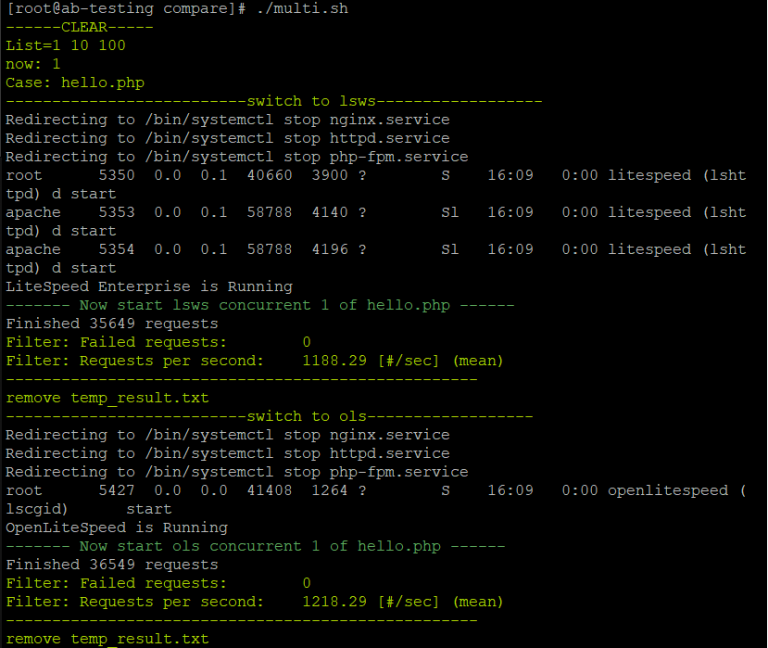 [root@ab-testing compare]# ./multi.sh
------CLEAR-----
List=1 10 100
now: 1
Case: hello.php
--------------------------switch to lsws------------------
Redirecting to /bin/systemctl stop nginx.service
Redirecting to /bin/systemctl stop httpd.service
Redirecting to /bin/systemctl stop php-fpm.service
root      5350  0.0  0.1  40660  3900 ?        S    16:09   0:00 litespeed (lsht
tpd) d start
apache    5353  0.0  0.1  58788  4140 ?        Sl   16:09   0:00 litespeed (lsht
tpd) d start
apache    5354  0.0  0.1  58788  4196 ?        Sl   16:09   0:00 litespeed (lsht
tpd) d start
LiteSpeed Enterprise is Running
------- Now start lsws concurrent 1 of hello.php ------
Finished 35649 requests
Filter: Failed requests:        0
Filter: Requests per second:    1188.29 [#/sec] (mean)
---------------------------------------------------
remove temp_result.txt
--------------------------switch to ols------------------
Redirecting to /bin/systemctl stop nginx.service
Redirecting to /bin/systemctl stop httpd.service
Redirecting to /bin/systemctl stop php-fpm.service
root      5427  0.0  0.0  41408  1264 ?        S    16:09   0:00 openlitespeed (
lscgid)      start
OpenLiteSpeed is Running
------- Now start ols concurrent 1 of hello.php ------
Finished 36549 requests
Filter: Failed requests:        0
Filter: Requests per second:    1218.29 [#/sec] (mean)
---------------------------------------------------
remove temp_result.txt